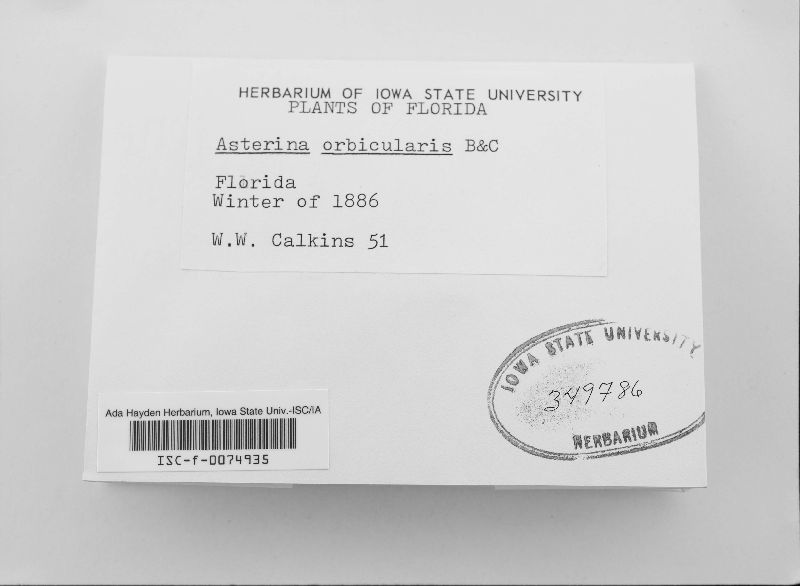 HERBARIUM OF IOWA STATE UNIVERSITY
PLANTS OF FLORIDA
Asterina orbicularis B&C
Florida
Winter of 1886
W.W. Calkins 51
IOWA STATE UNIVERSITY
349786
HERBARIUM
Ada Hayden Herbarium, Iowa State Univ.-ISC/IA
ISC-f-0074935